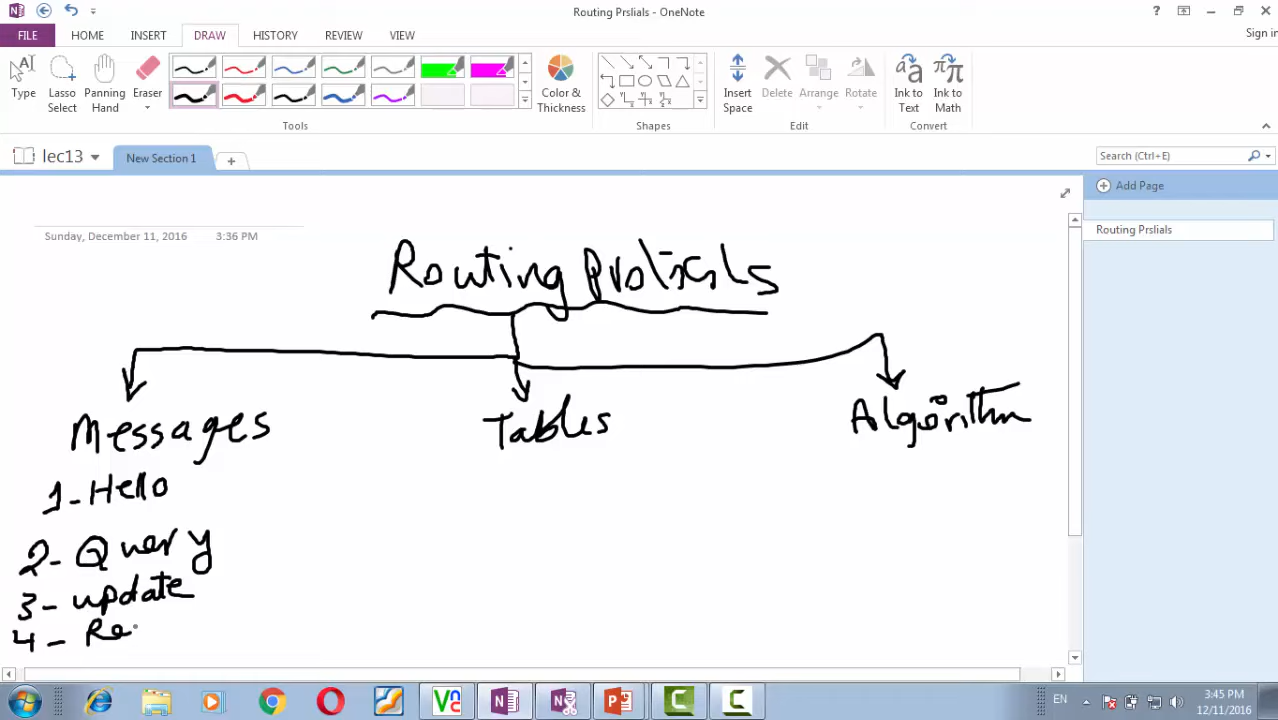 Routing Prslials - OneNote
? 
Sign in
FILE HOME INSERT DRAW HISTORY REVIEW VIEW
Type Lasso Select Panning Hand Eraser Color & Thickness Insert Space Delete Arrange Rotate Ink to Text Ink to Math
Tools Shapes Edit Convert
lec13 New Section 1 Search (Ctrl+E)
Add Page
Routing Prslials
Sunday, December 11, 2016 3:36 PM
Routing
Messages Tables Algorithm
1-Hello
2-Query
3-update
4-Re
EN 3:45 PM
12/11/2016